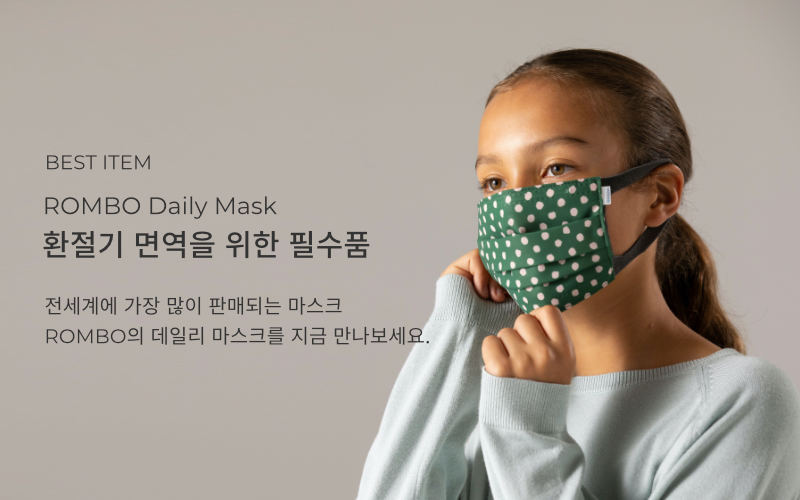 BEST ITEM
ROMBO Daily Mask
환절기 면역을 위한 필수품
전세계에 가장 많이 판매되는 마스크
ROMBO의 데일리 마스크를 지금 만나보세요.